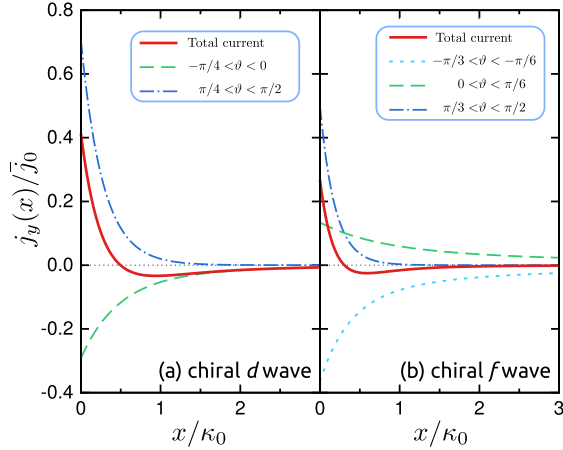 0.8
0.6
0.4
0.2
0.0
-0.2
-0.4
j_y(x)/j̄_0
Total current
−π/4 <ϑ< 0
π/4 <ϑ< π/2
(a) chiral d wave
0
1
2
x/κ_0
Total current
−π/3 <ϑ< −π/6
0 <ϑ< π/6
π/3 <ϑ< π/2
(b) chiral f wave
0
1
2
3
x/κ_0